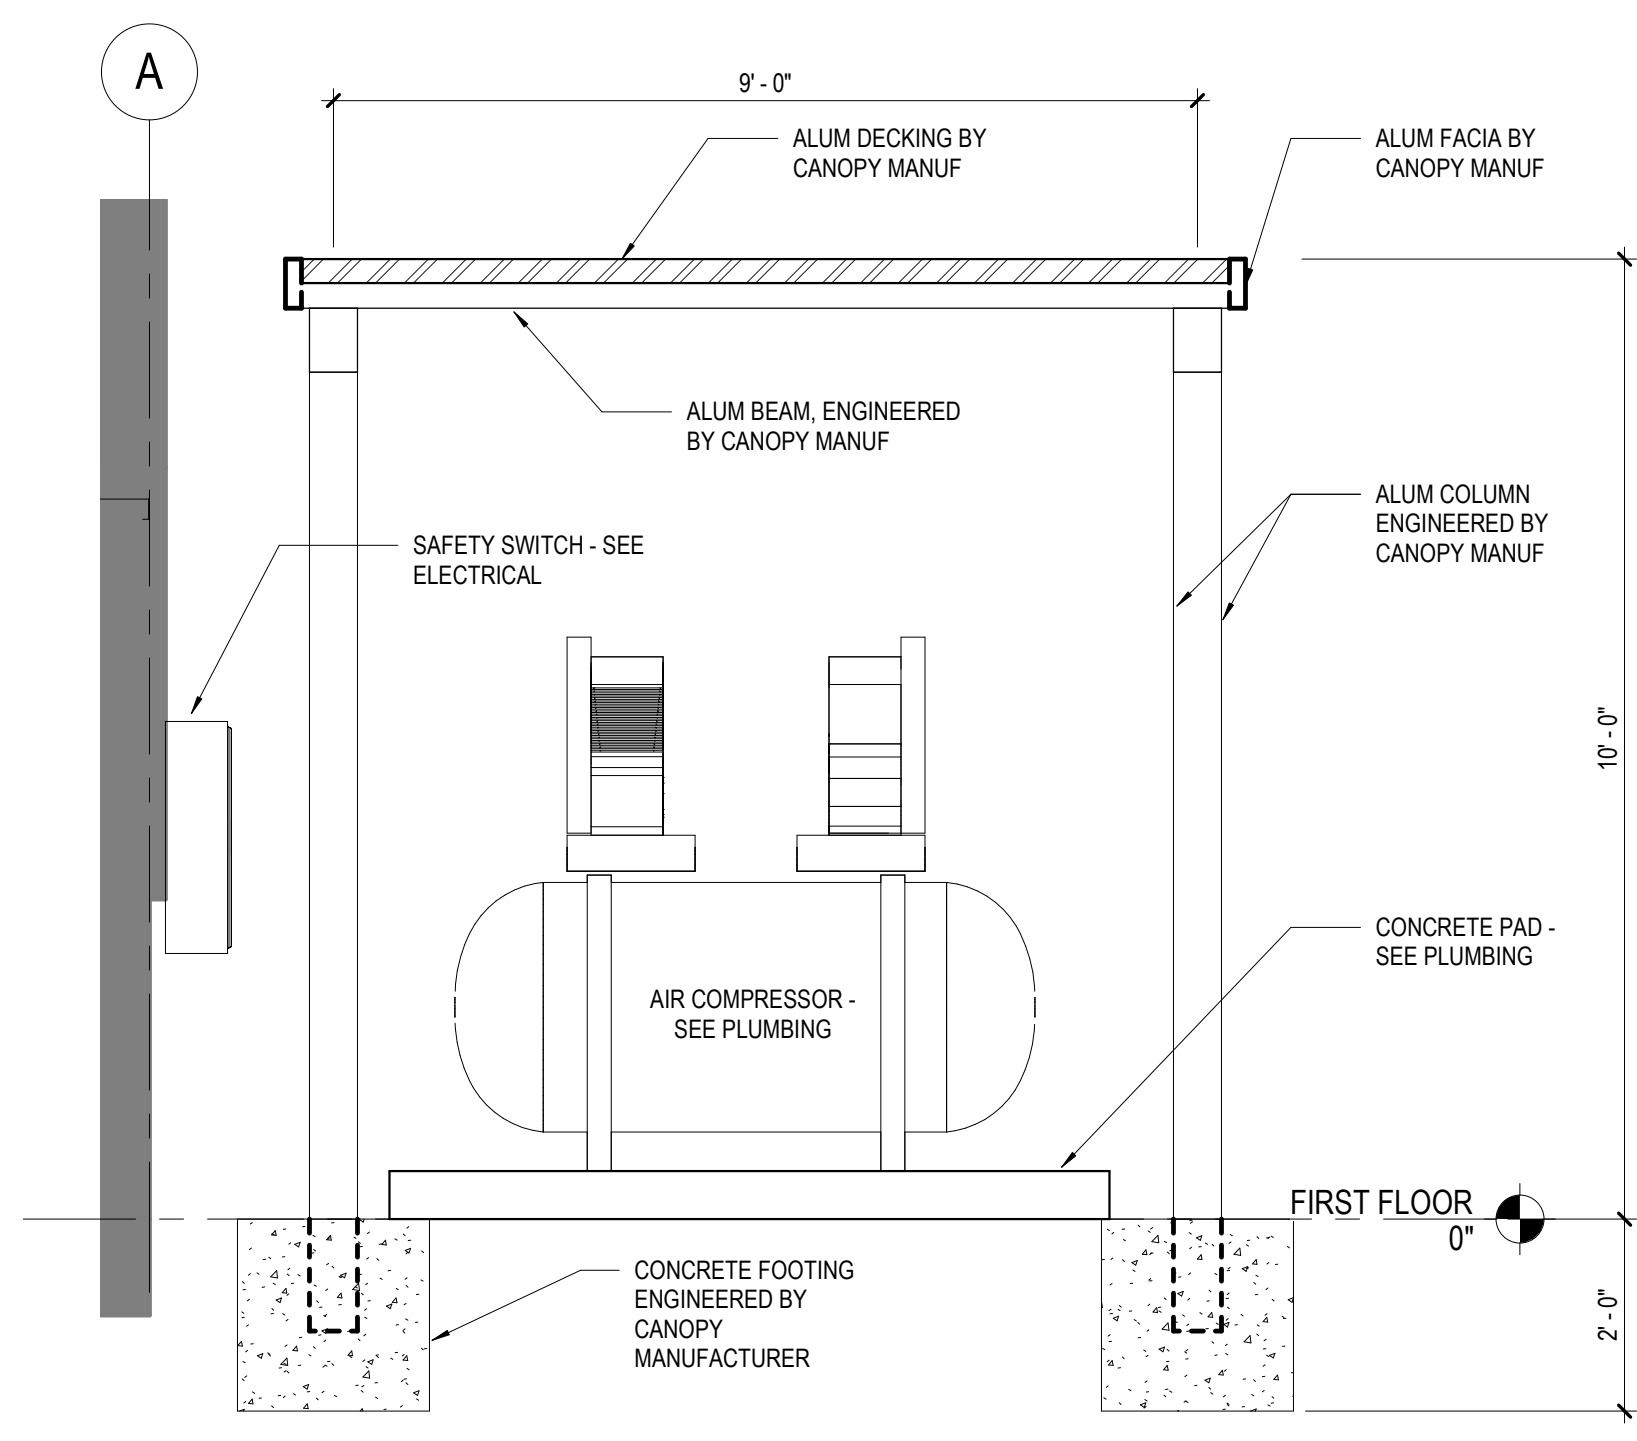 A
9' - 0"
ALUM DECKING BY
CANOPY MANUF
ALUM FACIA BY
CANOPY MANUF
ALUM BEAM, ENGINEERED
BY CANOPY MANUF
ALUM COLUMN
ENGINEERED BY
CANOPY MANUF
SAFETY SWITCH - SEE
ELECTRICAL
10' - 0"
CONCRETE PAD -
SEE PLUMBING
AIR COMPRESSOR -
SEE PLUMBING
FIRST FLOOR
0"
CONCRETE FOOTING
ENGINEERED BY
CANOPY
MANUFACTURER
2' - 0"